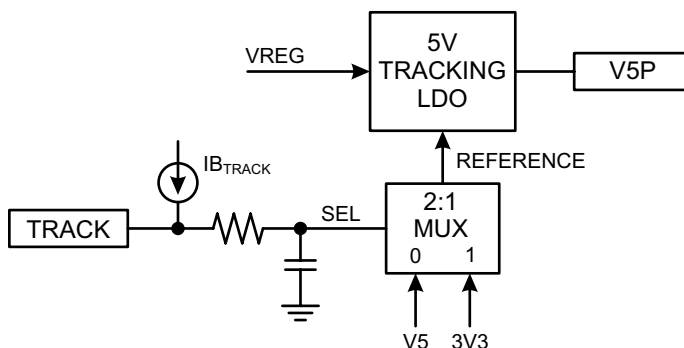 VREG
5V
TRACKING
LDO
V5P
REFERENCE
IBTRACK
TRACK
SEL
2:1
MUX
0 1
V5 3V3